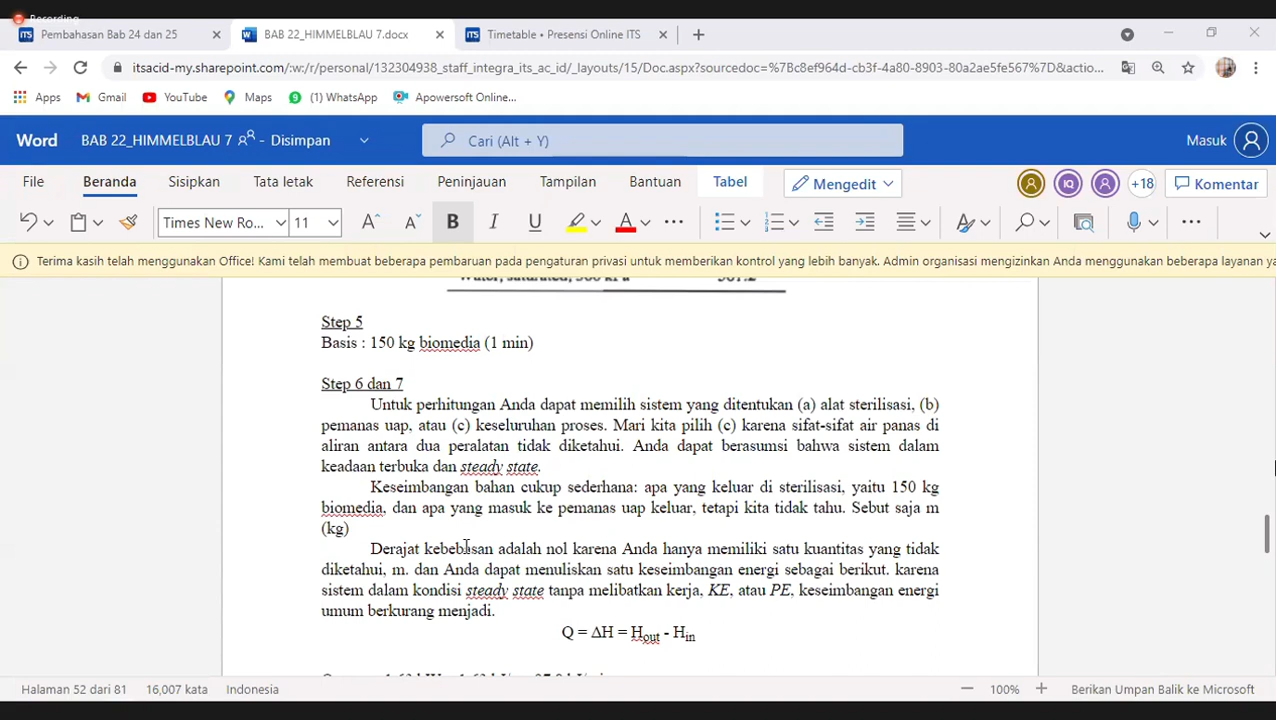 Recording
Pembahasan Bab 24 dan 25
BAB 22_HIMMELBLAU 7.docx
Timetable • Presensi Online ITS
itsacid-my.sharepoint.com/:w:/r/personal/132304938_staff_integra_its_ac_id/_layouts/15/Doc.aspx?sourcedoc=%7Bc8ef964d-cb3f-4a80-8903-80a2ae5fe567%7D&actio...
Apps
Gmail
YouTube
Maps
(1) WhatsApp
Apowersoft Online...
Word
BAB 22_HIMMELBLAU 7 - Disimpan
Cari (Alt + Y)
Masuk
File
Beranda
Sisipkan
Tata letak
Referensi
Peninjauan
Tampilan
Bantuan
Tabel
Mengedit
+18
Komentar
Times New Ro...
11
Terima kasih telah menggunakan Office! Kami telah membuat beberapa pembaruan pada pengaturan privasi untuk memberikan kontrol yang lebih banyak. Admin organisasi mengizinkan Anda menggunakan beberapa layanan ya
Step 5
Basis : 150 kg biomedia (1 min)
Step 6 dan 7
Untuk perhitungan Anda dapat memilih sistem yang ditentukan (a) alat sterilisasi, (b)
pemanas uap, atau (c) keseluruhan proses. Mari kita pilih (c) karena sifat-sifat air panas di
aliran antara dua peralatan tidak diketahui. Anda dapat berasumsi bahwa sistem dalam
keadaan terbuka dan steady state.
Keseimbangan bahan cukup sederhana: apa yang keluar di sterilisasi, yaitu 150 kg
biomedia, dan apa yang masuk ke pemanas uap keluar, tetapi kita tidak tahu. Sebut saja m
(kg)
Derajat kebebasan adalah nol karena Anda hanya memiliki satu kuantitas yang tidak
diketahui, m. dan Anda dapat menuliskan satu keseimbangan energi sebagai berikut. karena
sistem dalam kondisi steady state tanpa melibatkan kerja, KE, atau PE, keseimbangan energi
umum berkurang menjadi.
Q = ΔH = Hout - Hin
Halaman 52 dari 81
16,007 kata
Indonesia
100%
Berikan Umpan Balik ke Microsoft